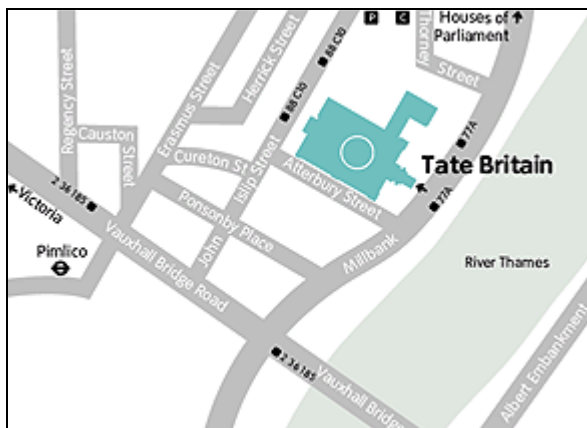 P
C
Houses of
Parliament
Thorney
Street
Herrick Street
88 C10
88 C10
Regency Street
Erasmus Street
Causton
Street
Cureton St
John Islip Street
Atterbury Street
77A
Tate Britain
77A
2 36 185
Victoria
Ponsonby Place
Pimlico
Vauxhall Bridge Road
Millbank
River Thames
2 36 185
Vauxhall Bridge
Albert Embankment